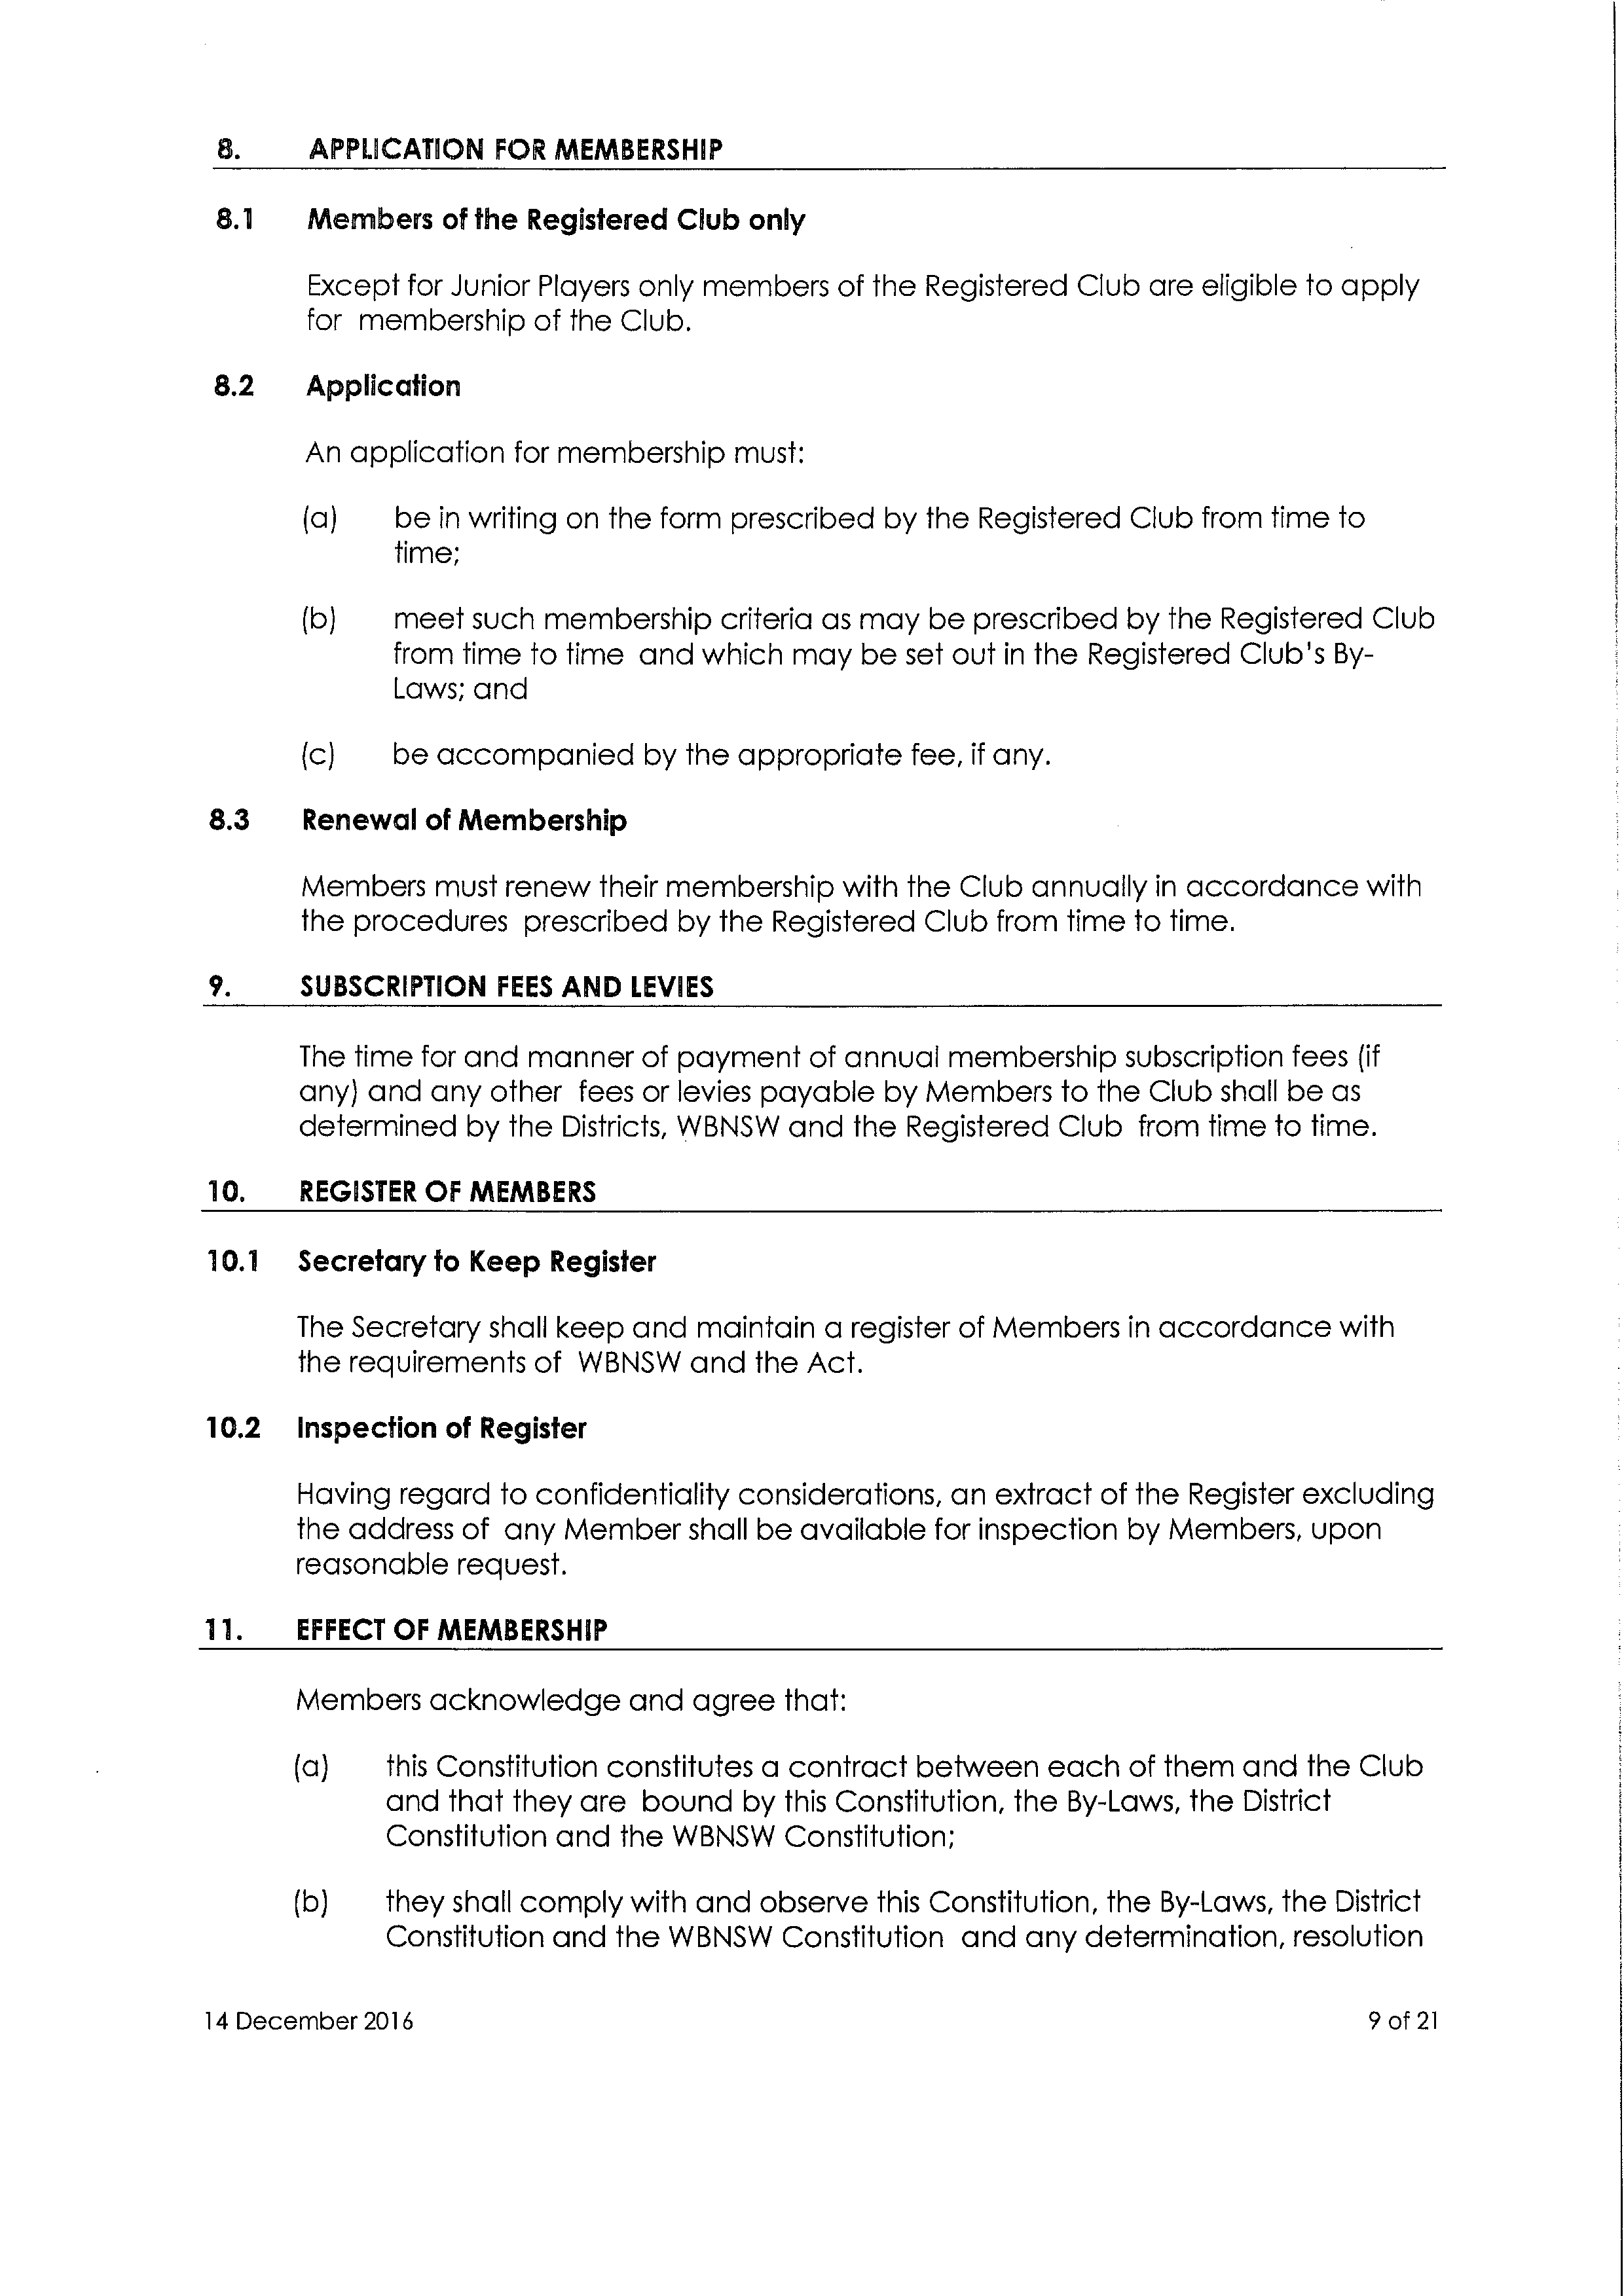 8. APPLICATION FOR MEMBERSHIP
8.1 Members of the Registered Club only
Except for Junior Players only members of the Registered Club are eligible to apply
for membership of the Club.
8.2 Application
An application for membership must:
(a) be in writing on the form prescribed by the Registered Club from time to
time;
(b) meet such membership criteria as may be prescribed by the Registered Club
from time to time and which may be set out in the Registered Club's By-
Laws; and
(c) be accompanied by the appropriate fee, if any.
8.3 Renewal of Membership
Members must renew their membership with the Club annually in accordance with
the procedures prescribed by the Registered Club from time to time.
9. SUBSCRIPTION FEES AND LEVIES
The time for and manner of payment of annual membership subscription fees (if
any) and any other fees or levies payable by Members to the Club shall be as
determined by the Districts, WBNSW and the Registered Club from time to time.
10. REGISTER OF MEMBERS
10.1 Secretary to Keep Register
The Secretary shall keep and maintain a register of Members in accordance with
the requirements of WBNSW and the Act.
10.2 Inspection of Register
Having regard to confidentiality considerations, an extract of the Register excluding
the address of any Member shall be available for inspection by Members, upon
reasonable request.
11. EFFECT OF MEMBERSHIP
Members acknowledge and agree that:
(a) this Constitution constitutes a contract between each of them and the Club
and that they are bound by this Constitution, the By-Laws, the District
Constitution and the WBNSW Constitution;
(b) they shall comply with and observe this Constitution, the By-Laws, the District
Constitution and the WBNSW Constitution and any determination, resolution
14 December 2016 9 of 21